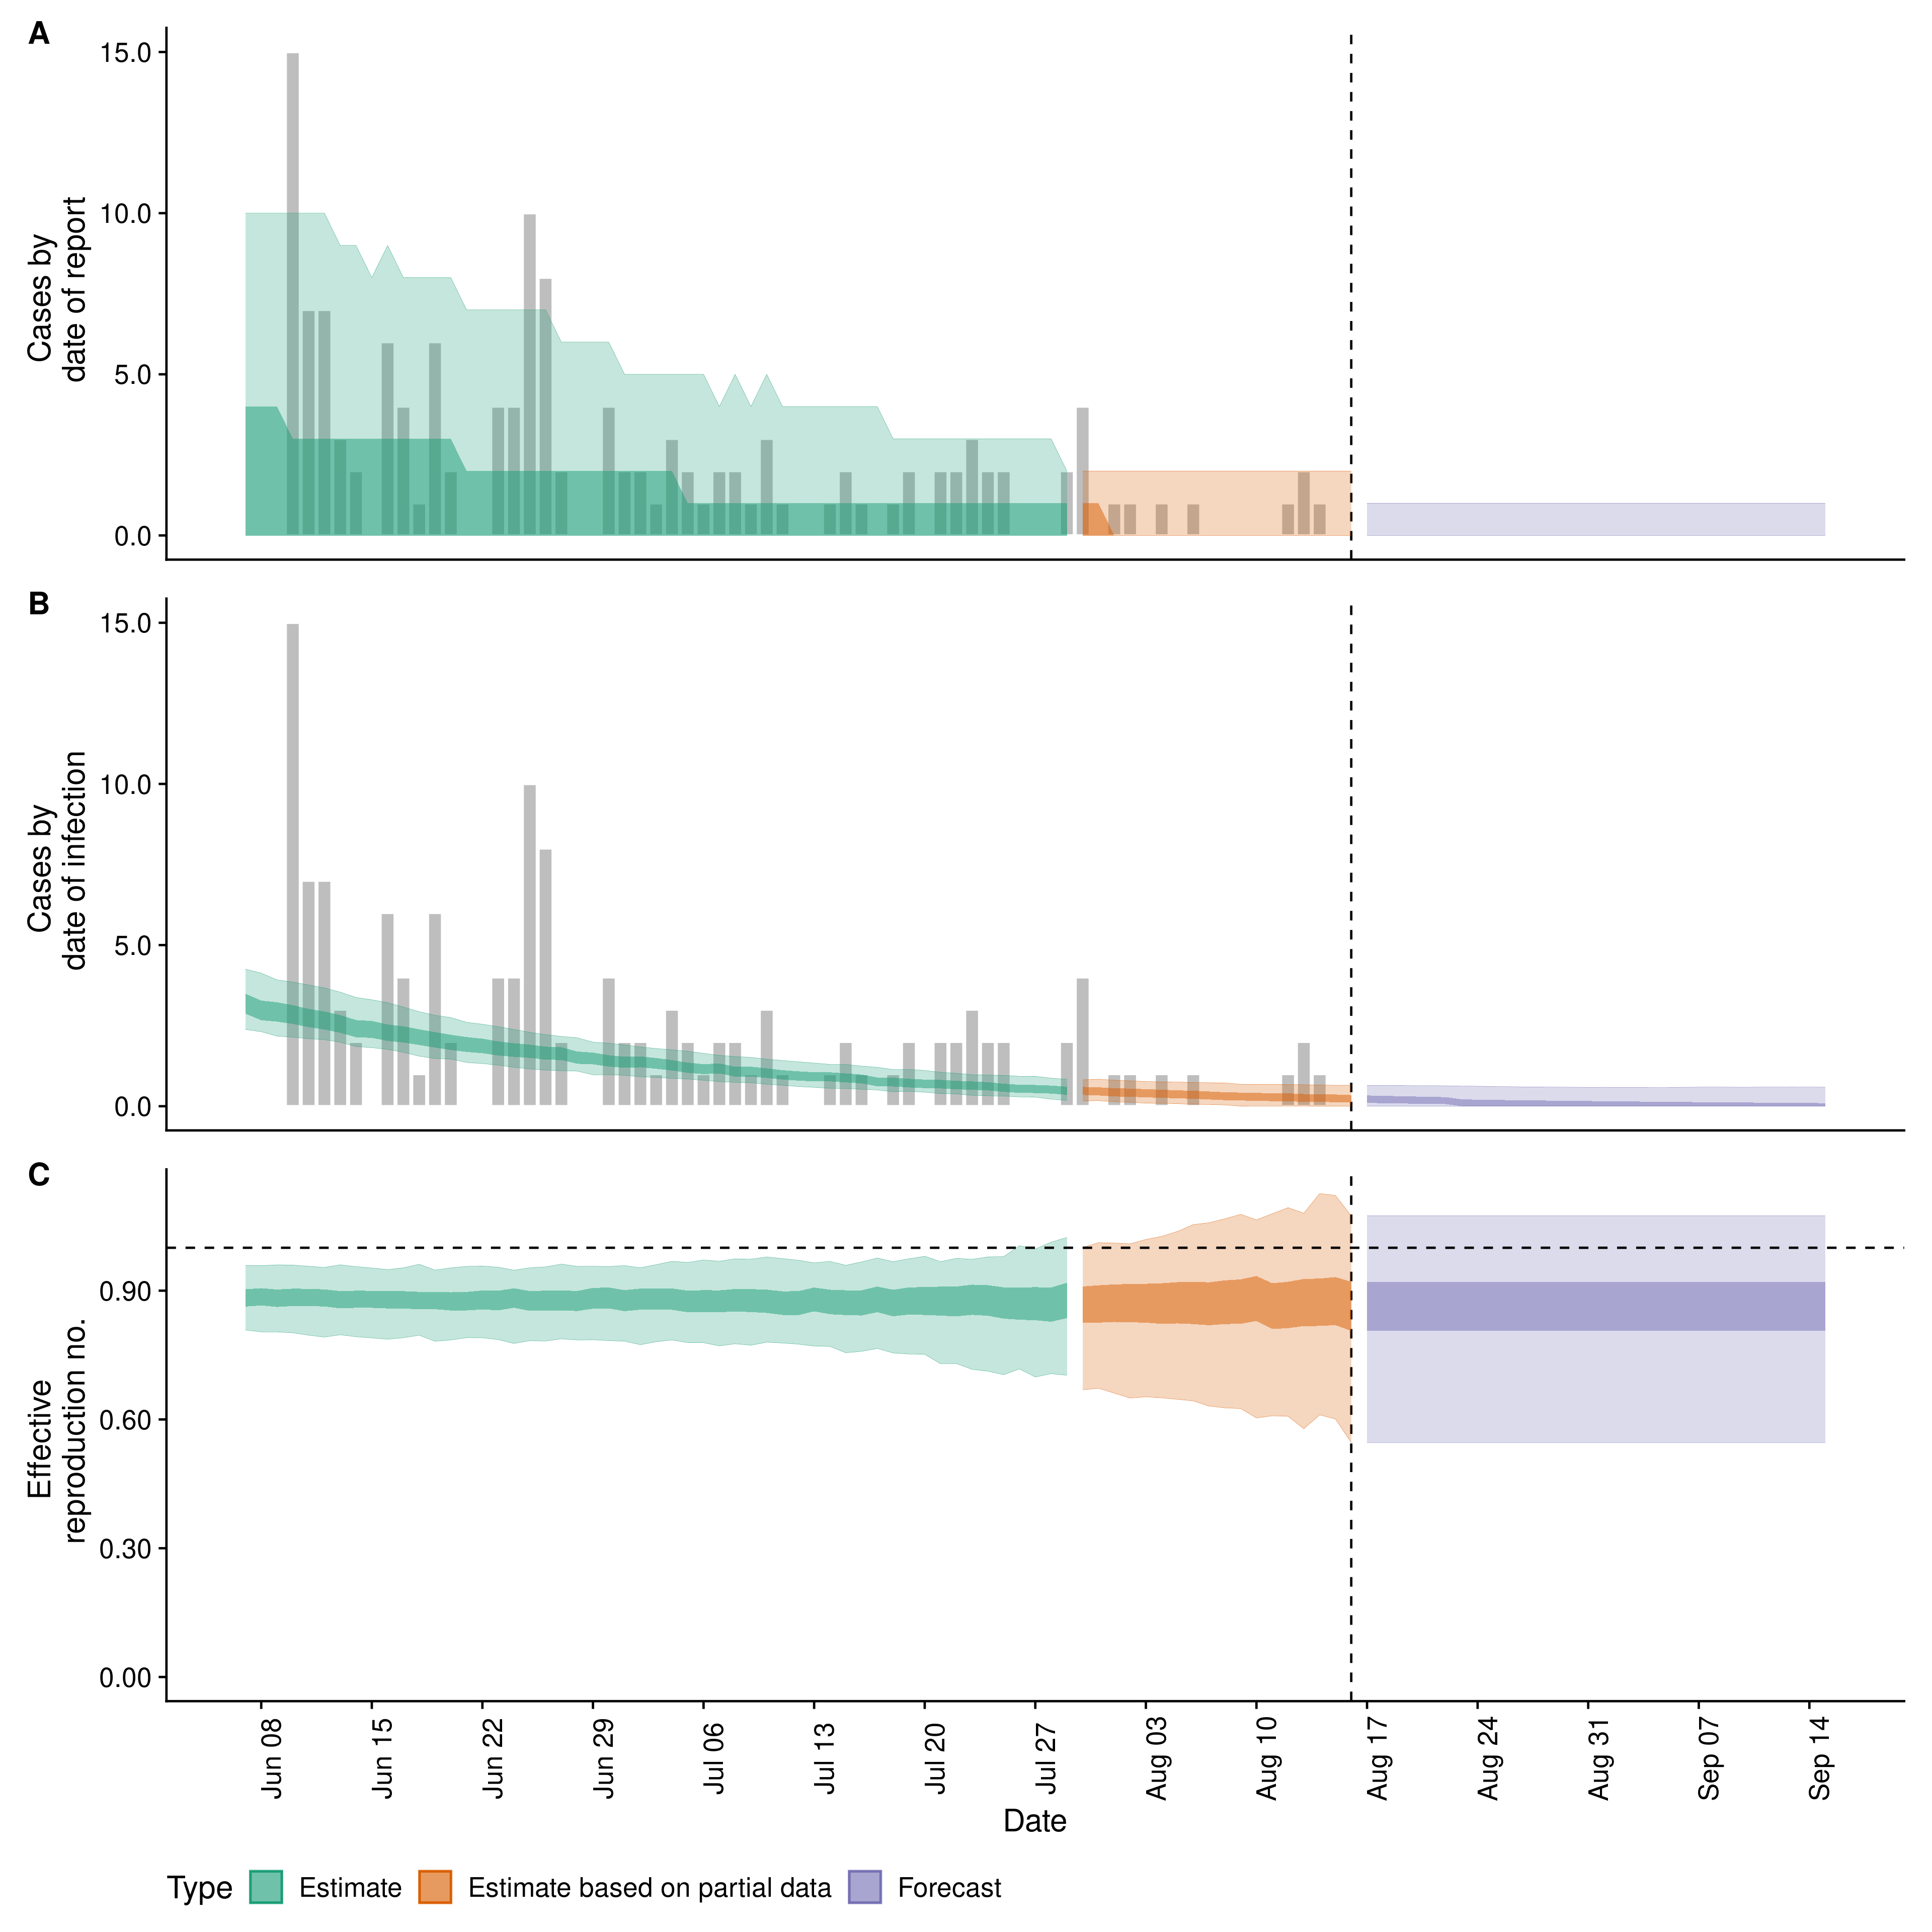 A
15.0
10.0
5.0
0.0
Cases by
date of report
B
15.0
10.0
5.0
0.0
Cases by
date of infection
C
0.90
0.60
0.30
0.00
Effective
reproduction no.
Jun 08
Jun 15
Jun 22
Jun 29
Jul 06
Jul 13
Jul 20
Jul 27
Aug 03
Aug 10
Aug 17
Aug 24
Aug 31
Sep 07
Sep 14
Date
Type Estimate Estimate based on partial data Forecast